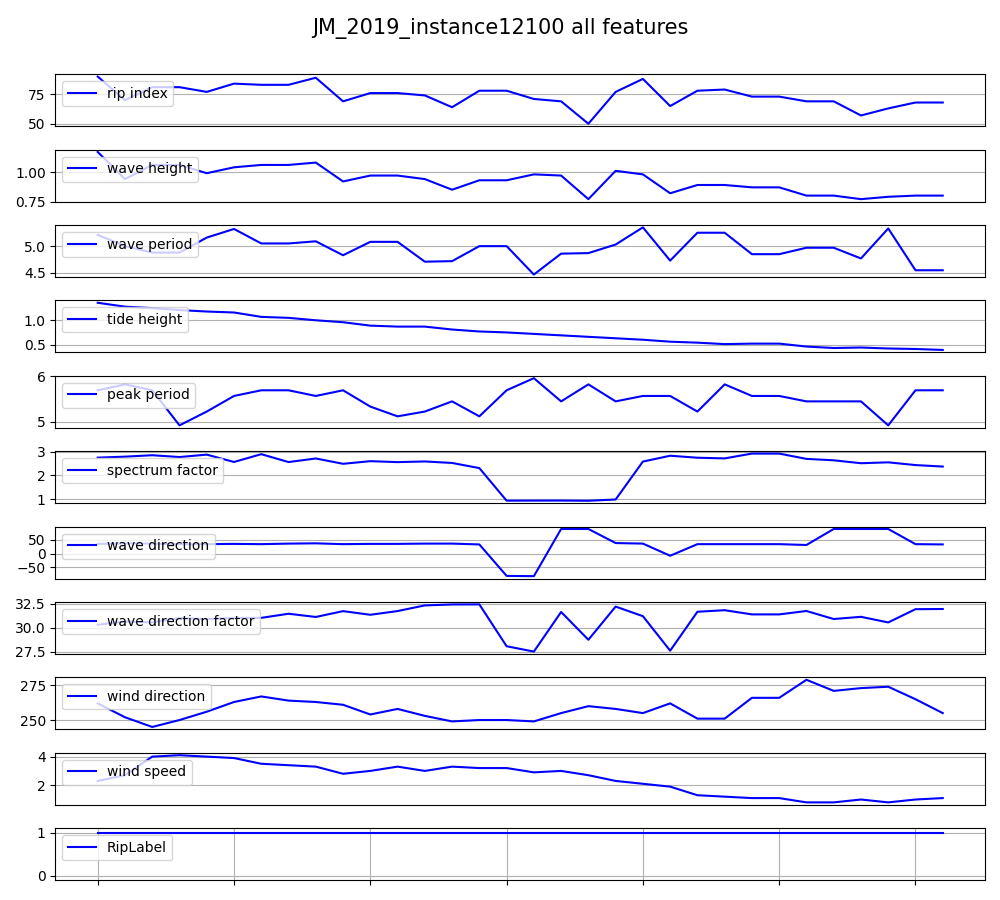 JM_2019_instance12100 all features
75
50
rip index
1.00
0.75
wave height
5.0
4.5
wave period
1.0
0.5
tide height
6
5
peak period
3
2
1
spectrum factor
50
0
−50
wave direction
32.5
30.0
27.5
wave direction factor
275
250
wind direction
4
2
wind speed
1
0
RipLabel